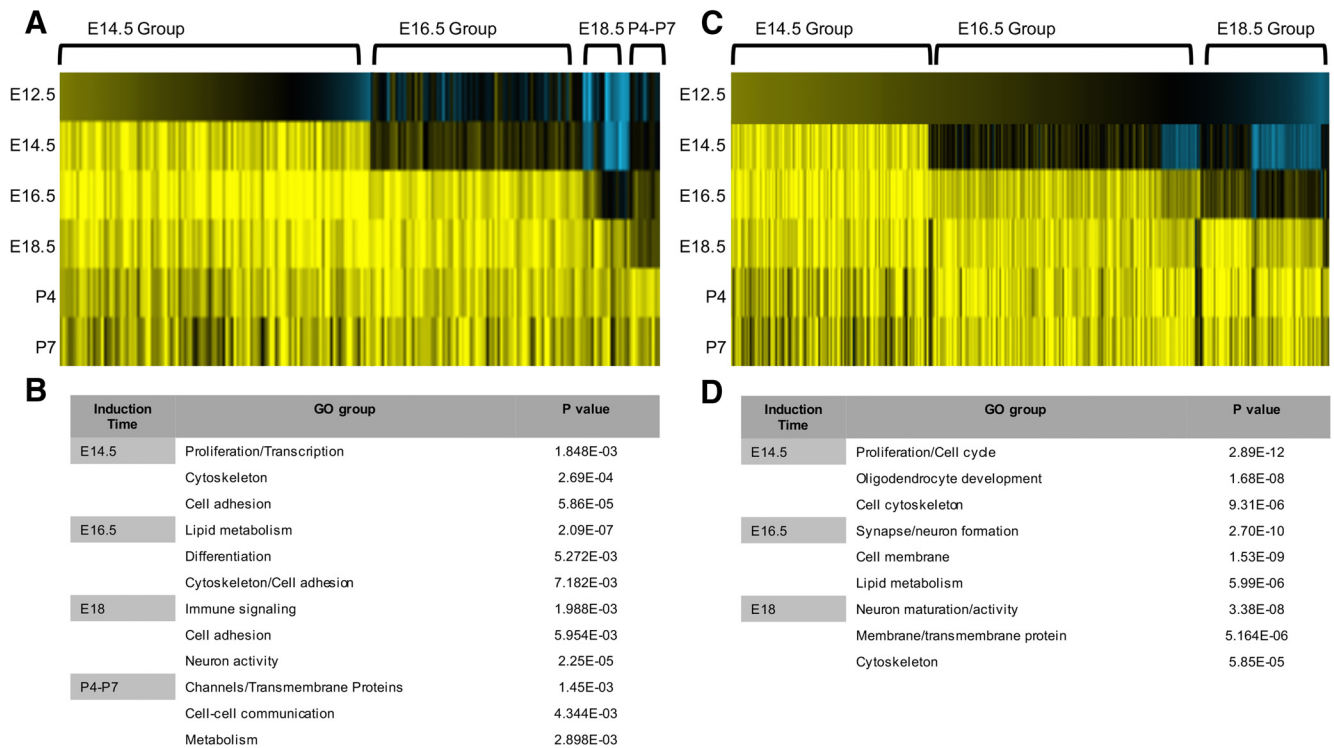 A
E14.5 Group
E16.5 Group
E18.5 P4-P7
E12.5
E14.5
E16.5
E18.5
P4
P7
B
Induction Time
GO group
P value
E14.5
Proliferation/Transcription
1.848E-03
Cytoskeleton
2.69E-04
Cell adhesion
5.86E-05
E16.5
Lipid metabolism
2.09E-07
Differentiation
5.272E-03
Cytoskeleton/Cell adhesion
7.182E-03
E18
Immune signaling
1.988E-03
Cell adhesion
5.954E-03
Neuron activity
2.25E-05
P4-P7
Channels/Transmembrane Proteins
1.45E-03
Cell-cell communication
4.344E-03
Metabolism
2.898E-03
C
E14.5 Group
E16.5 Group
E18.5 Group
E12.5
E14.5
E16.5
E18.5
P4
P7
D
Induction Time
GO group
P value
E14.5
Proliferation/Cell cycle
2.89E-12
Oligodendrocyte development
1.68E-08
Cell cytoskeleton
9.31E-06
E16.5
Synapse/neuron formation
2.70E-10
Cell membrane
1.53E-09
Lipid metabolism
5.99E-06
E18
Neuron maturation/activity
3.38E-08
Membrane/transmembrane protein
5.164E-06
Cytoskeleton
5.85E-05